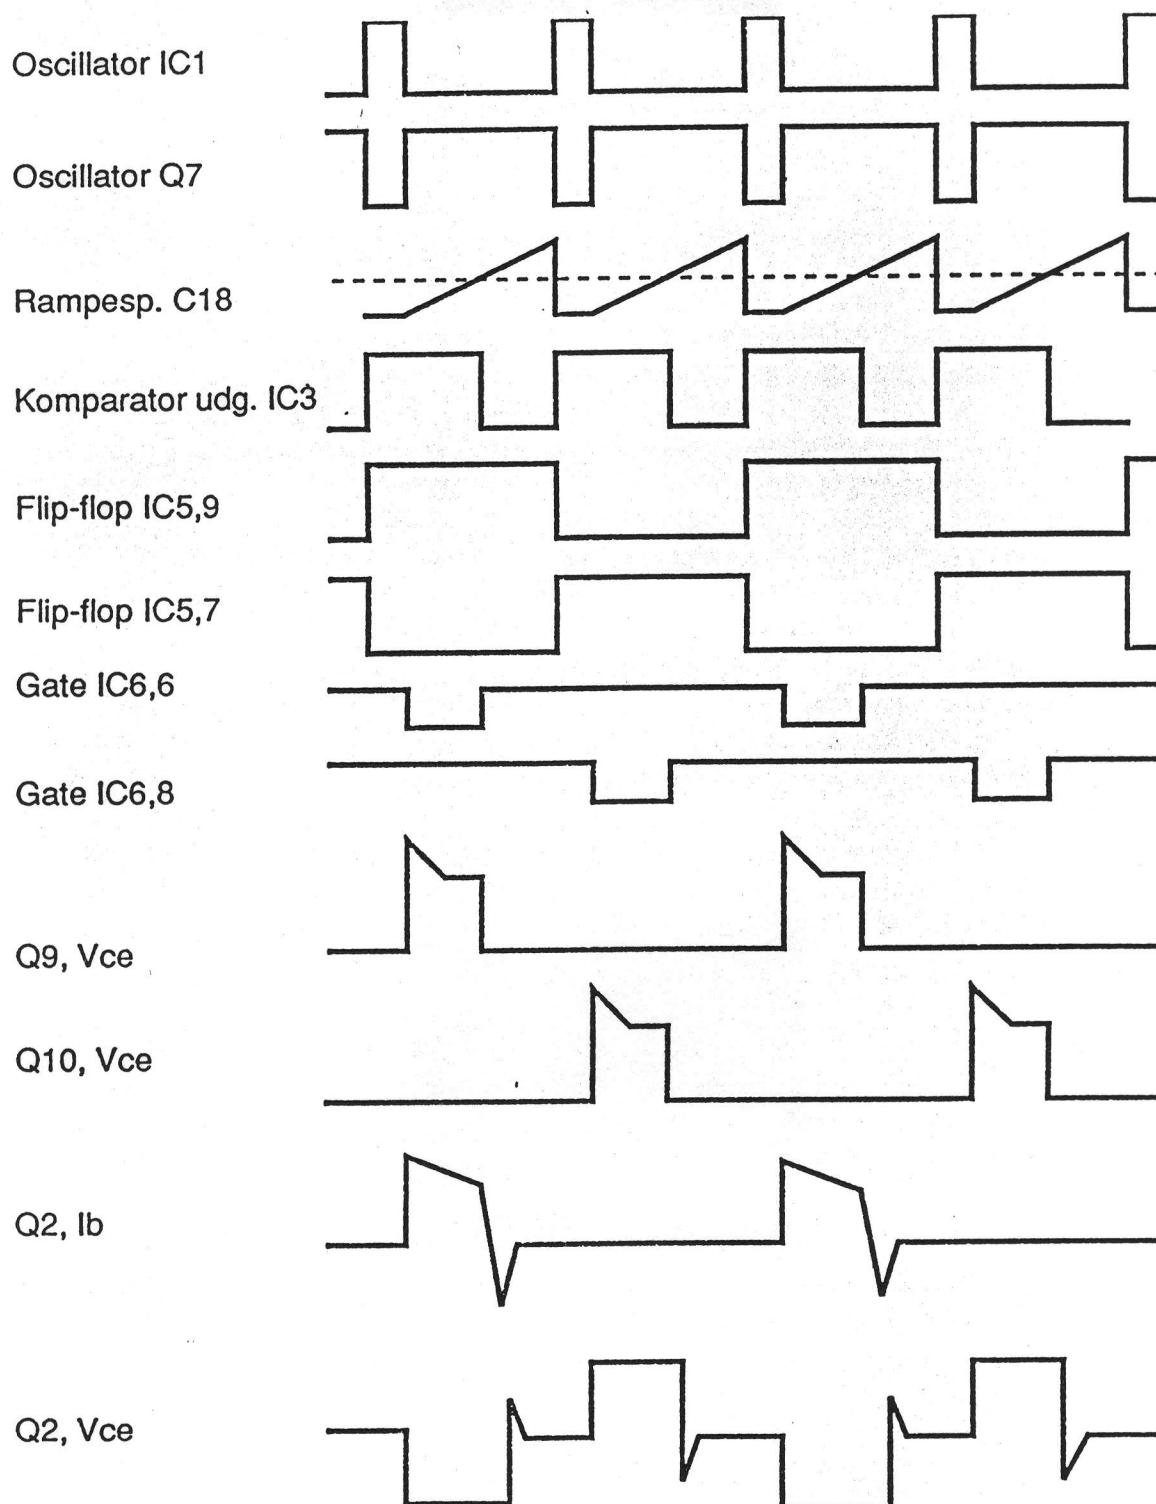 Oscillator IC1
Oscillator Q7
Rampesp. C18
Komparator udg. IC3
Flip-flop IC5,9
Flip-flop IC5,7
Gate IC6,6
Gate IC6,8
Q9, Vce
Q10, Vce
Q2, Ib
Q2, Vce